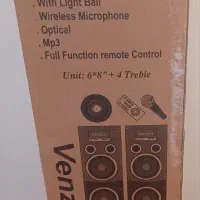 . With Light Ball
. Wireless Microphone
. Optical
. Mp3
. Full Function remote Control
Unit: 6*8" + 4 Treble
Venz